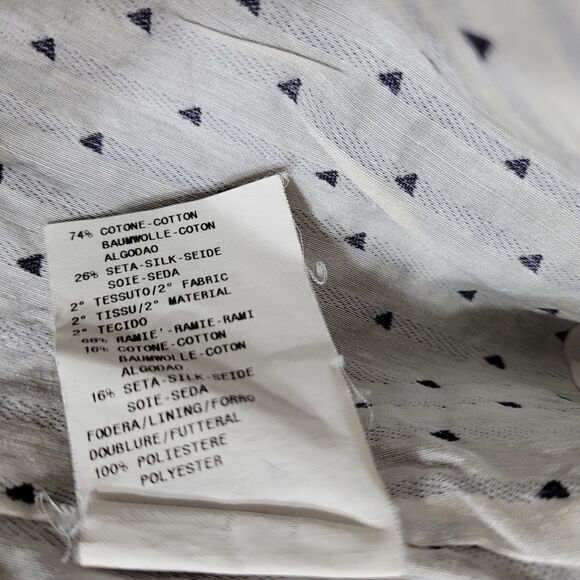 74% COTONE-COTTON
BAUMWOLLE-COTON
ALGODAO
26% SETA-SILK-SEIDE
SOIE-SEDA
2° TESSUTO/2° FABRIC
2° TISSU/2° MATERIAL
2° TECIDO
68% RAMIE'-RAMIE-RAMI
16% COTONE-COTTON
BAUMWOLLE-COTON
ALGODAO
16% SETA-SILK-SEIDE
SOIE-SEDA
FODERA/LINING/FORRO
DOUBLURE/FUTTERAL
100% POLIESTERE
POLYESTER